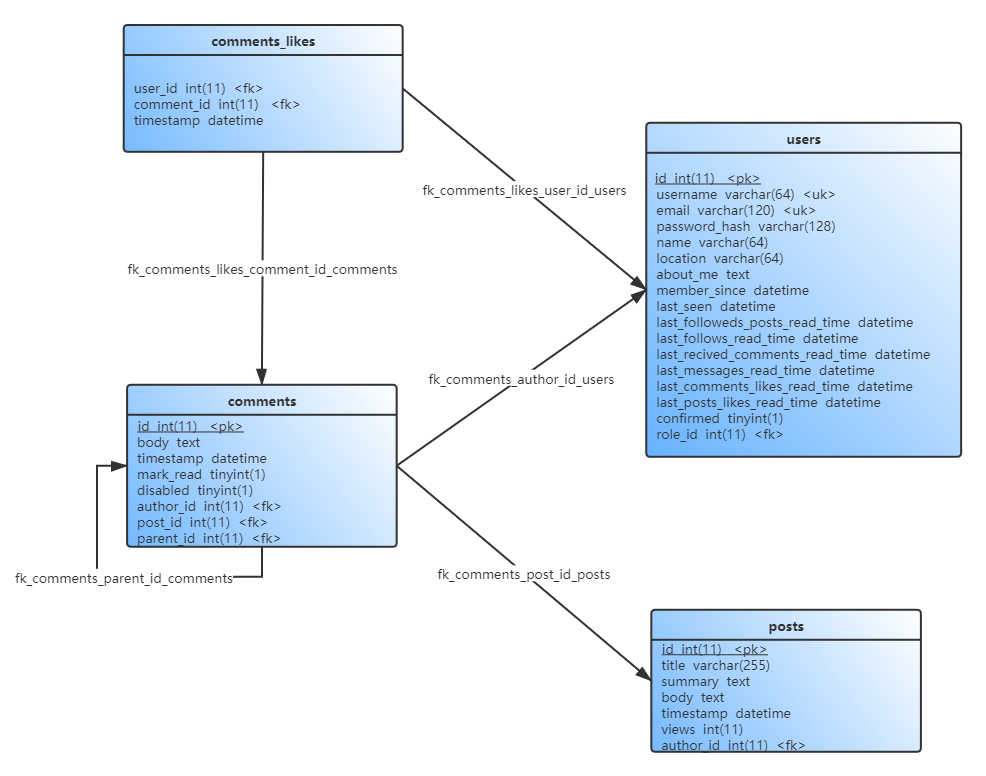 comments_likes
user_id int(11) <fk>
comment_id int(11) <fk>
timestamp datetime
fk_comments_likes_user_id_users
fk_comments_likes_comment_id_comments
users
id int(11) <pk>
username varchar(64) <uk>
email varchar(120) <uk>
password_hash varchar(128)
name varchar(64)
location varchar(64)
about_me text
member_since datetime
last_seen datetime
last_followeds_posts_read_time datetime
last_follows_read_time datetime
last_recived_comments_read_time datetime
last_messages_read_time datetime
last_comments_likes_read_time datetime
last_posts_likes_read_time datetime
confirmed tinyint(1)
role_id int(11) <fk>
fk_comments_author_id_users
comments
id int(11) <pk>
body text
timestamp datetime
mark_read tinyint(1)
disabled tinyint(1)
author_id int(11) <fk>
post_id int(11) <fk>
parent_id int(11) <fk>
fk_comments_parent_id_comments
fk_comments_post_id_posts
posts
id int(11) <pk>
title varchar(255)
summary text
body text
timestamp datetime
views int(11)
author_id int(11) <fk>